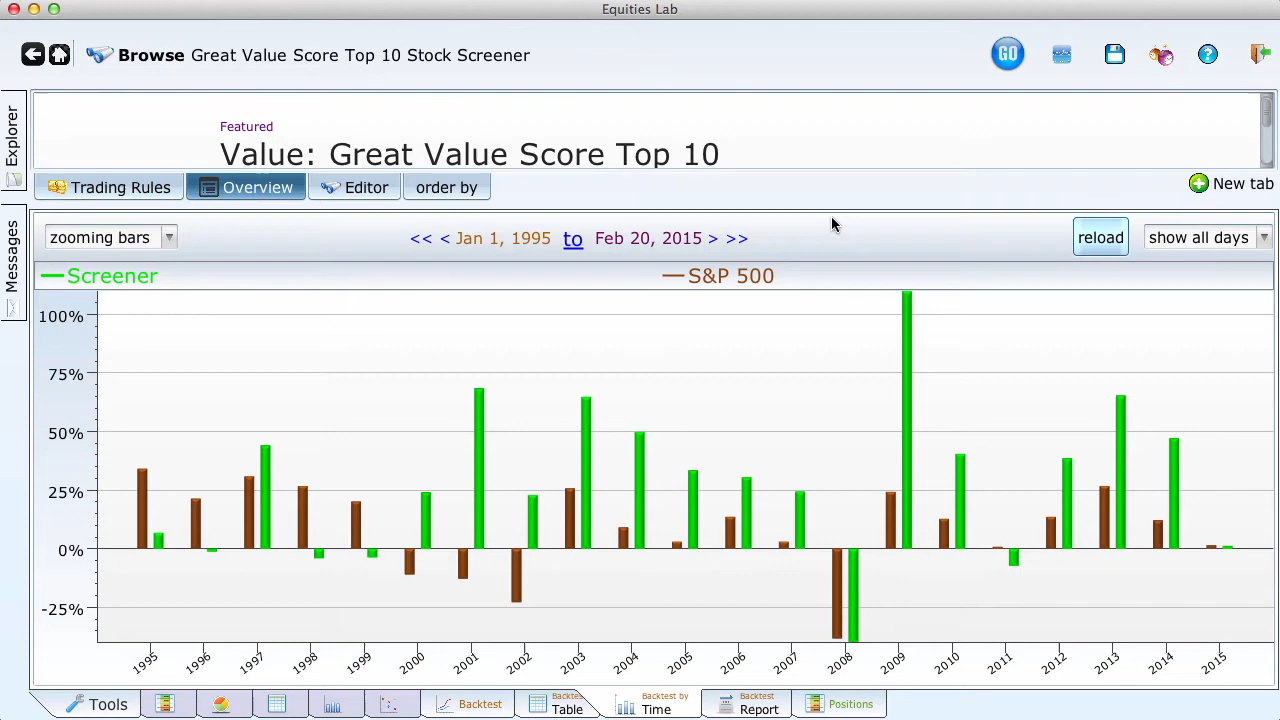 Equities Lab
Browse Great Value Score Top 10 Stock Screener
GO
?
Explorer
Messages
Featured
Value: Great Value Score Top 10
Trading Rules
Overview
Editor
order by
New tab
zooming bars
<< < Jan 1, 1995 to Feb 20, 2015 > >>
reload
show all days
Screener
S&P 500
100%
75%
50%
25%
0%
-25%
1995 1996 1997 1998 1999 2000 2001 2002 2003 2004 2005 2006 2007 2008 2009 2010 2011 2012 2013 2014 2015
Tools
Backtest
Backtes
Table
Backtest by
Time
Backtest
Report
Positions